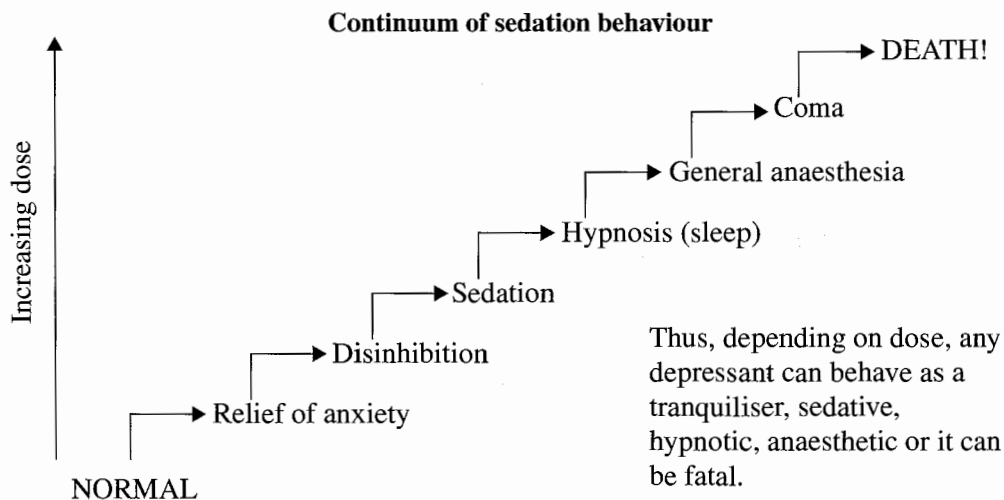 Continuum of sedation behaviour
DEATH!
Coma
General anaesthesia
Hypnosis (sleep)
Sedation
Disinhibition
Relief of anxiety
NORMAL
Increasing dose
Thus, depending on dose, any
depressant can behave as a
tranquiliser, sedative,
hypnotic, anaesthetic or it can
be fatal.